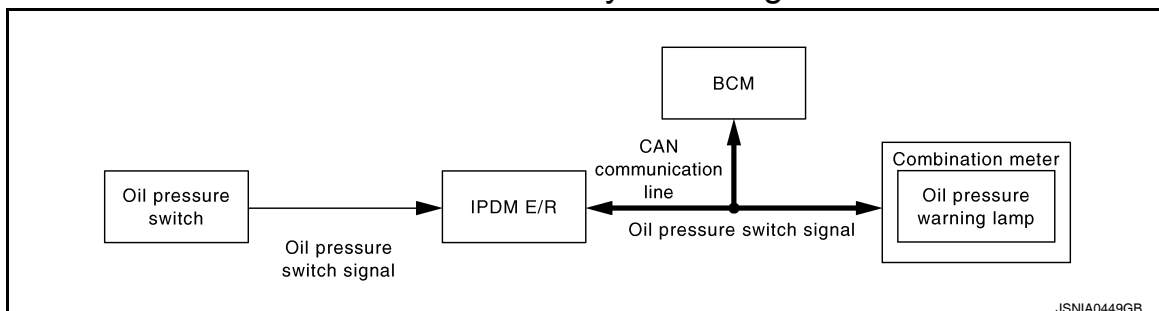 BCM
CAN
communication
line
Combination meter
Oil pressure
switch
IPDM E/R
Oil pressure
warning lamp
Oil pressure switch signal
Oil pressure
switch signal
JSNIA0449GB